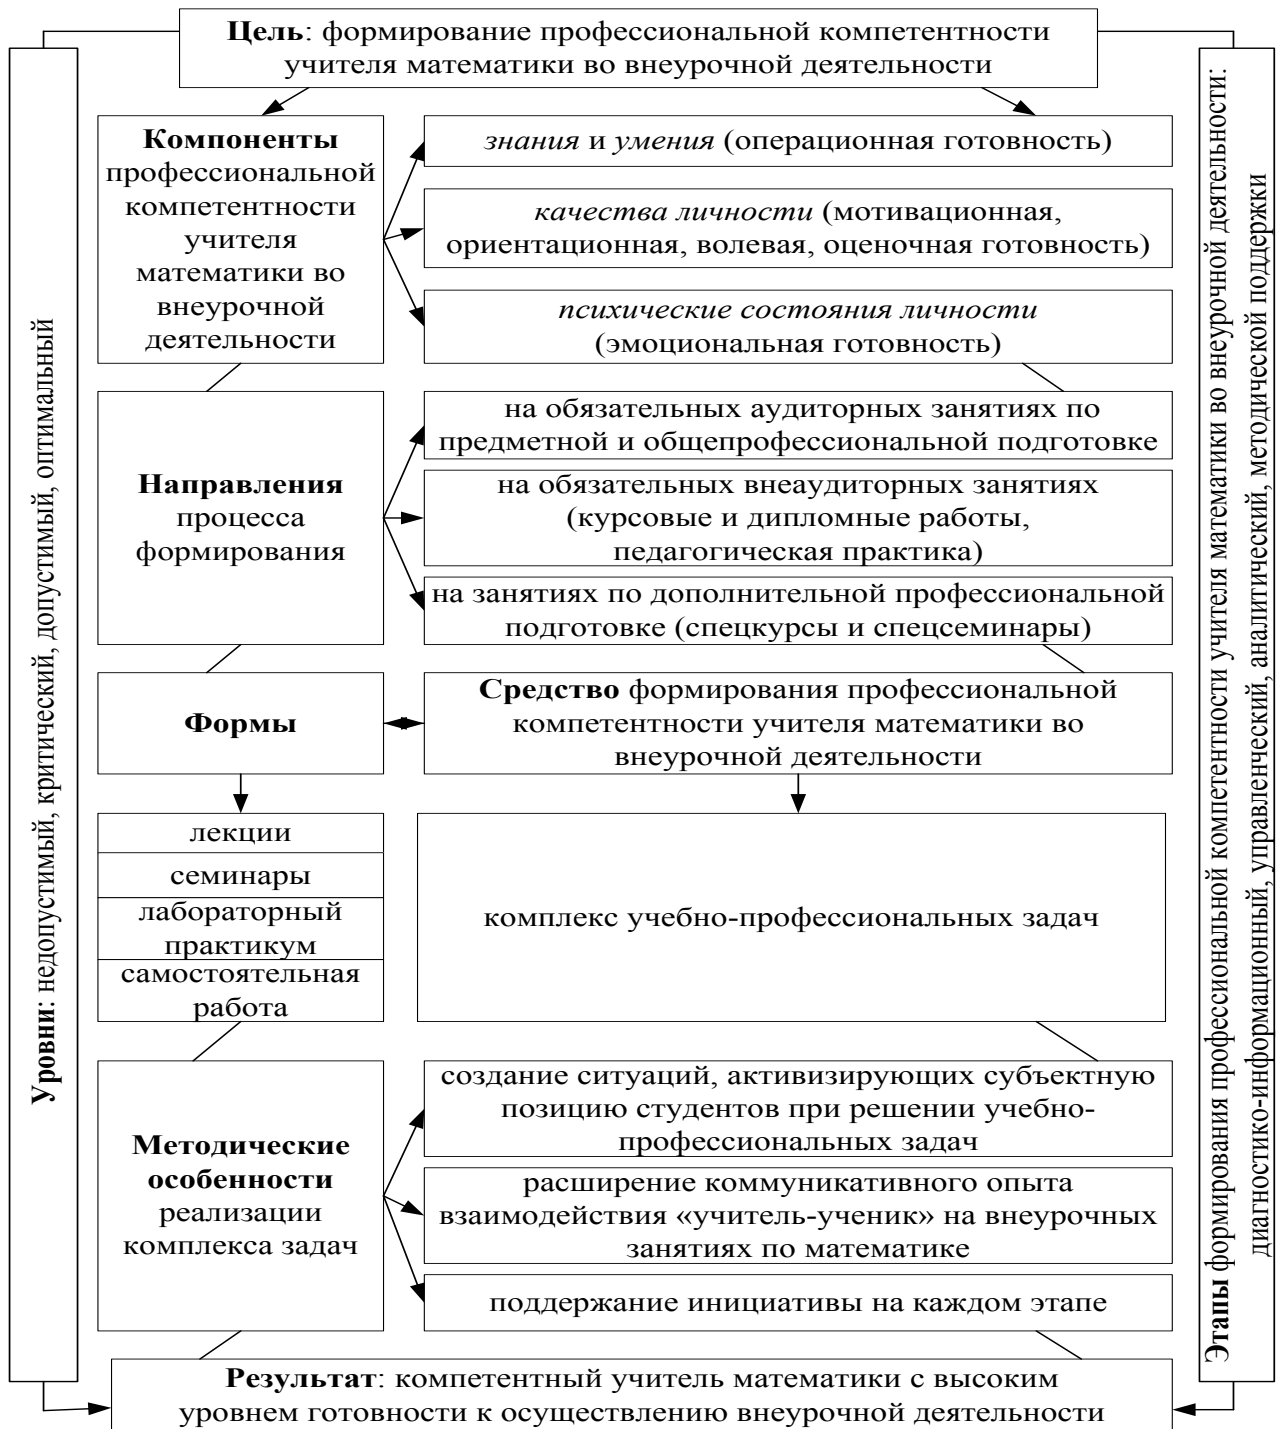 Цель: формирование профессиональной компетентности
учителя математики во внеурочной деятельности
Уровни: недопустимый, критический, допустимый, оптимальный
Компоненты
профессиональной
компетентности
учителя
математики во
внеурочной
деятельности
знания и умения (операционная готовность)
качества личности (мотивационная,
ориентационная, волевая, оценочная готовность)
психические состояния личности
(эмоциональная готовность)
Направления
процесса
формирования
на обязательных аудиторных занятиях по
предметной и общепрофессиональной подготовке
на обязательных внеаудиторных занятиях
(курсовые и дипломные работы,
педагогическая практика)
на занятиях по дополнительной профессиональной
подготовке (спецкурсы и спецсеминары)
Формы
Средство формирования профессиональной
компетентности учителя математики во
внеурочной деятельности
лекции
семинары
лабораторный
практикум
самостоятельная
работа
комплекс учебно-профессиональных задач
Методические
особенности
реализации
комплекса задач
создание ситуаций, активизирующих субъектную
позицию студентов при решении учебно-
профессиональных задач
расширение коммуникативного опыта
взаимодействия «учитель-ученик» на внеурочных
занятиях по математике
поддержание инициативы на каждом этапе
Этапы формирования профессиональной компетентности учителя математики во внеурочной деятельности:
диагностико-информационный, управленческий, аналитический, методической поддержки
Результат: компетентный учитель математики с высоким
уровнем готовности к осуществлению внеурочной деятельности